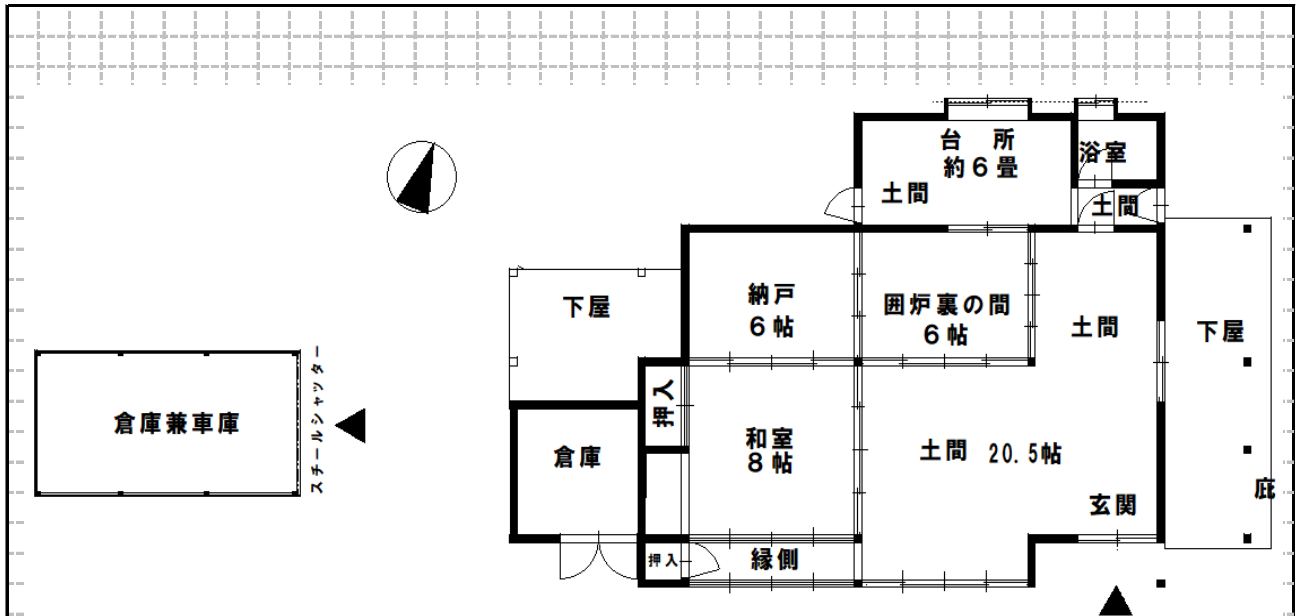 台　所
約６畳
浴室
土間
土間
納戸
６帖
囲炉裏の間
６帖
土間
下屋
下屋
スチールシャッター
倉庫兼車庫
押入
倉庫
和室
８帖
土間 20.5帖
玄関
庇
押入
縁側